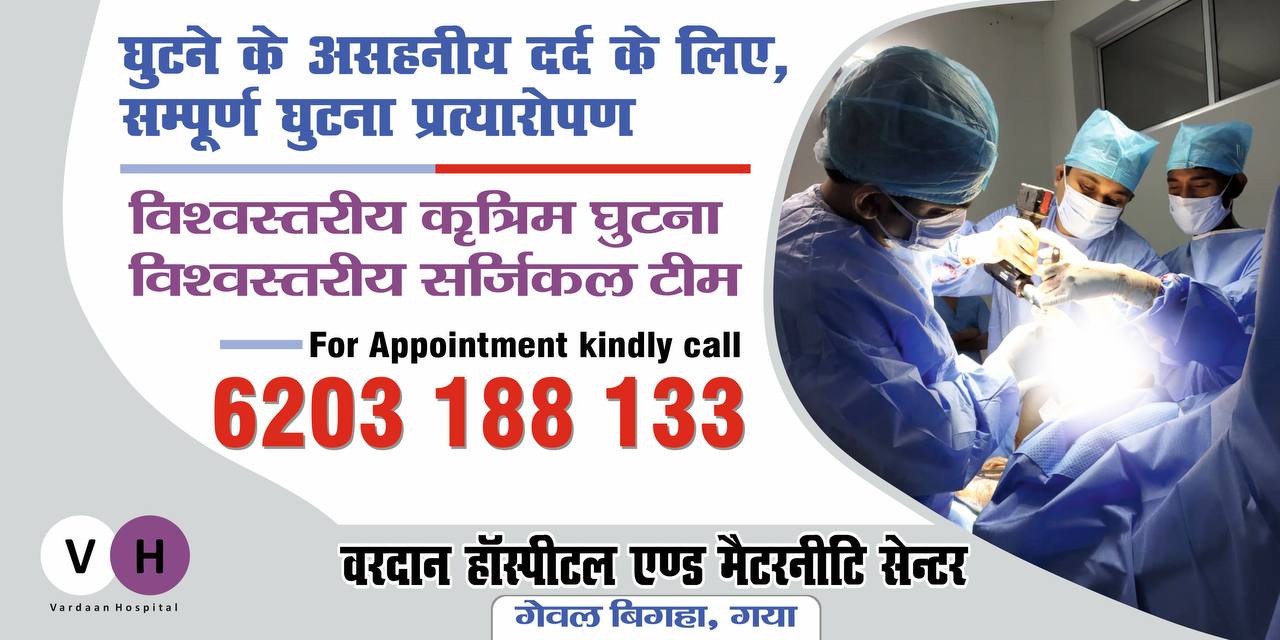 घुटने के असहनीय दर्द के लिए,
सम्पूर्ण घुटना प्रत्यारोपण
विश्वस्तरीय कृत्रिम घुटना
विश्वस्तरीय सर्जिकल टीम
For Appointment kindly call
6203 188 133
V H
Vardaan Hospital
वरदान हॉस्पीटल एण्ड मैटरनीति सेन्टर
गेवल बिगहा, गया